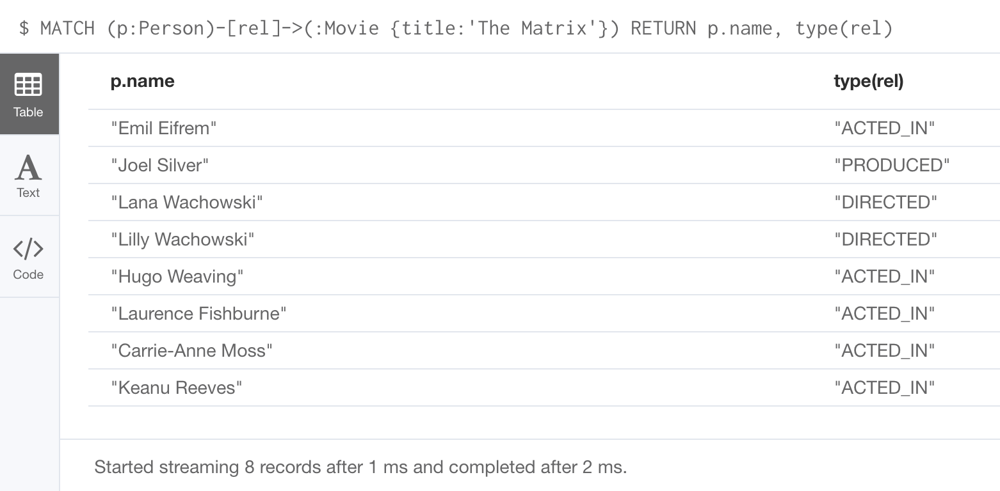 $ MATCH (p:Person)-[rel]->(:Movie {title:'The Matrix'}) RETURN p.name, type(rel)
Table
Text
Code
p.name type(rel)
"Emil Eifrem" "ACTED_IN"
"Joel Silver" "PRODUCED"
"Lana Wachowski" "DIRECTED"
"Lilly Wachowski" "DIRECTED"
"Hugo Weaving" "ACTED_IN"
"Laurence Fishburne" "ACTED_IN"
"Carrie-Anne Moss" "ACTED_IN"
"Keanu Reeves" "ACTED_IN"
Started streaming 8 records after 1 ms and completed after 2 ms.